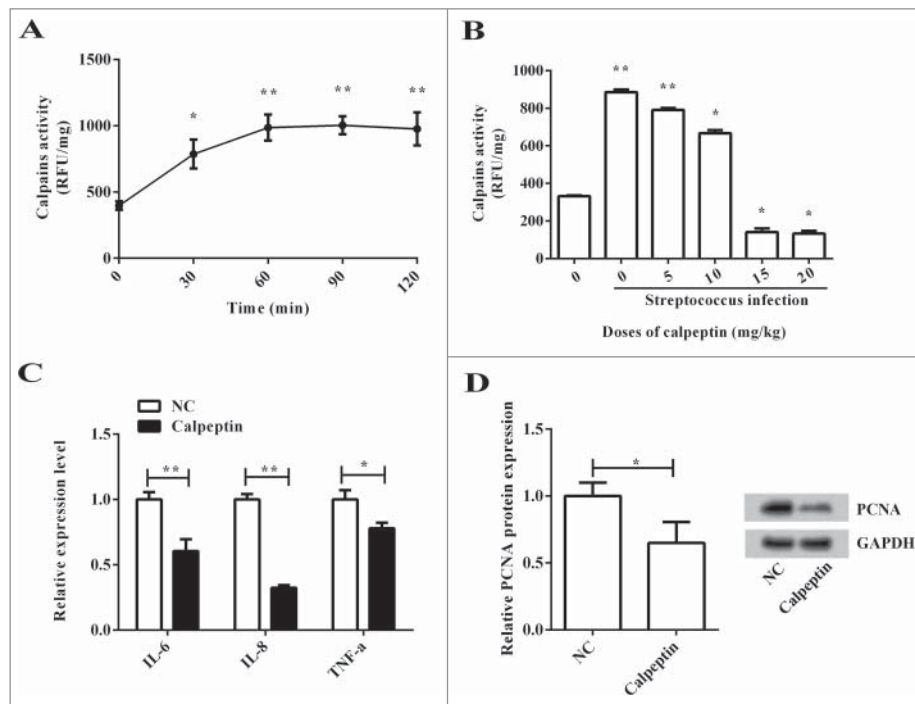 A
Calpains activity
(RFU/mg)
1500
1000
500
0
*
**
**
**
0
30
60
90
120
Time (min)
B
Calpains activity
(RFU/mg)
1000
800
600
400
200
0
**
**
*
*
*
0
0
5
10
15
20
Streptococcus infection
Doses of calpeptin (mg/kg)
C
NC
Calpeptin
Relative expression level
1.5
1.0
0.5
0.0
**
**
*
IL-6
IL-8
TNF-a
D
Relative PCNA protein expression
1.5
1.0
0.5
0.0
*
NC
Calpeptin
PCNA
GAPDH
NC
Calpeptin